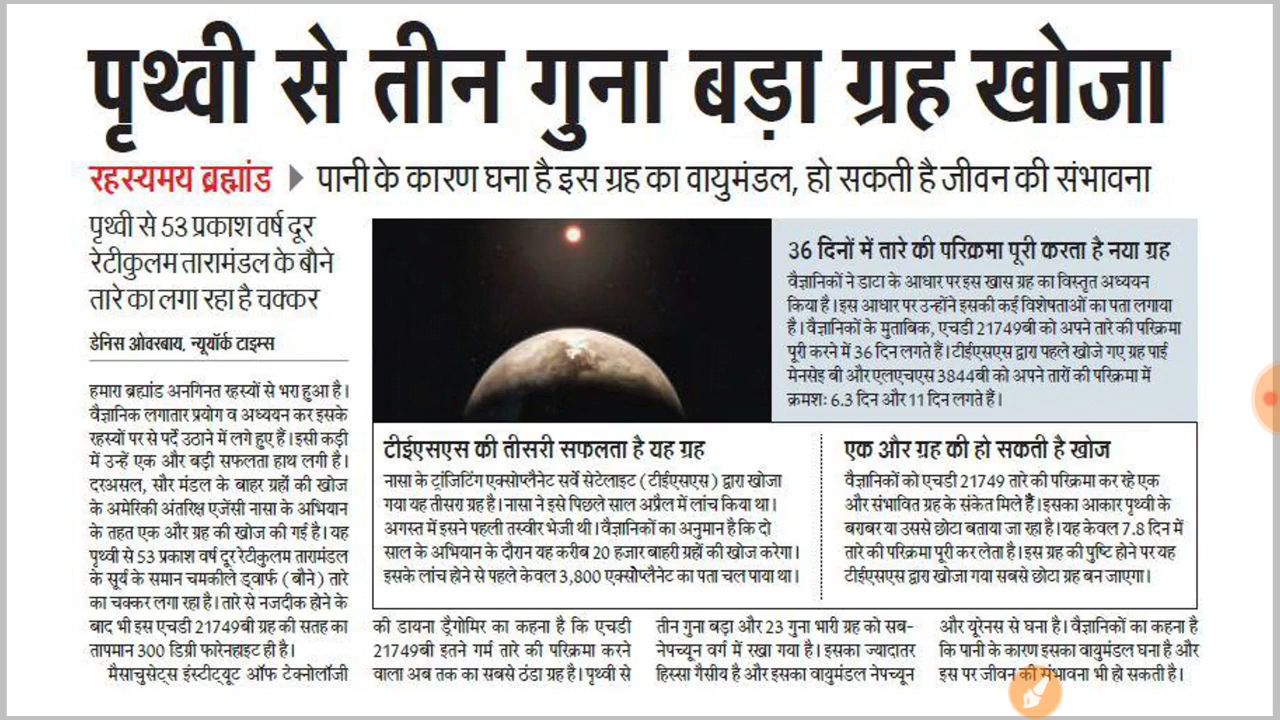 पृथ्वी से तीन गुना बड़ा ग्रह खोजा
रहस्यमय ब्रह्मांड ▶ पानी के कारण घना है इस ग्रह का वायुमंडल, हो सकती है जीवन की संभावना
पृथ्वी से 53 प्रकाश वर्ष दूर
रेटीकुलम तारामंडल के बौने
तारे का लगा रहा है चक्कर
डेनिस ओवरबाय, न्यूयॉर्क टाइम्स
हमारा ब्रह्मांड अनगिनत रहस्यों से भरा हुआ है।
वैज्ञानिक लगातार प्रयोग व अध्ययन कर इसके
रहस्यों पर से पर्दे उठाने में लगे हुए हैं। इसी कड़ी
में उन्हें एक और बड़ी सफलता हाथ लगी है।
दरअसल, सौर मंडल के बाहर ग्रहों की खोज
के अमेरिकी अंतरिक्ष एजेंसी नासा के अभियान
के तहत एक और ग्रह की खोज की गई है। यह
पृथ्वी से 53 प्रकाश वर्ष दूर रेटीकुलम तारामंडल
के सूर्य के समान चमकीले ड्वार्फ (बौने) तारे
का चक्कर लगा रहा है। तारे से नजदीक होने के
बाद भी इस एचडी 21749बी ग्रह की सतह का
तापमान 300 डिग्री फारेनहाइट ही है।
मैसाचुसेट्स इंस्टीट्यूट ऑफ टेक्नोलॉजी
36 दिनों में तारे की परिक्रमा पूरी करता है नया ग्रह
वैज्ञानिकों ने डाटा के आधार पर इस खास ग्रह का विस्तृत अध्ययन
किया है। इस आधार पर उन्होंने इसकी कई विशेषताओं का पता लगाया
है। वैज्ञानिकों के मुताबिक, एचडी 21749बी को अपने तारे की परिक्रमा
पूरी करने में 36 दिन लगते हैं। टीईएसएस द्वारा पहले खोजे गए ग्रह पाई
मेनसेइ बी और एलएचएस 3844बी को अपने तारों की परिक्रमा में
क्रमशः 6.3 दिन और 11 दिन लगते हैं।
टीईएसएस की तीसरी सफलता है यह ग्रह
नासा के ट्रांजिटिंग एक्सोप्लैनेट सर्वे सेटेलाइट (टीईएसएस) द्वारा खोजा
गया यह तीसरा ग्रह है। नासा ने इसे पिछले साल अप्रैल में लांच किया था।
अगस्त में इसने पहली तस्वीर भेजी थी। वैज्ञानिकों का अनुमान है कि दो
साल के अभियान के दौरान यह करीब 20 हजार बाहरी ग्रहों की खोज करेगा।
इसके लांच होने से पहले केवल 3,800 एक्सोप्लैनेट का पता चल पाया था।
एक और ग्रह की हो सकती है खोज
वैज्ञानिकों को एचडी 21749 तारे की परिक्रमा कर रहे एक
और संभावित ग्रह के संकेत मिले हैं। इसका आकार पृथ्वी के
बराबर या उससे छोटा बताया जा रहा है। यह केवल 7.8 दिन में
तारे की परिक्रमा पूरी कर लेता है। इस ग्रह की पुष्टि होने पर यह
टीईएसएस द्वारा खोजा गया सबसे छोटा ग्रह बन जाएगा।
की डायना ड्रैगोमिर का कहना है कि एचडी
21749बी इतने गर्म तारे की परिक्रमा करने
वाला अब तक का सबसे ठंडा ग्रह है। पृथ्वी से
तीन गुना बड़ा और 23 गुना भारी ग्रह को सब-
नेपच्यून वर्ग में रखा गया है। इसका ज्यादातर
हिस्सा गैसीय है और इसका वायुमंडल नेपच्यून
और यूरेनस से घना है। वैज्ञानिकों का कहना है
कि पानी के कारण इसका वायुमंडल घना है और
इस पर जीवन की संभावना भी हो सकती है।